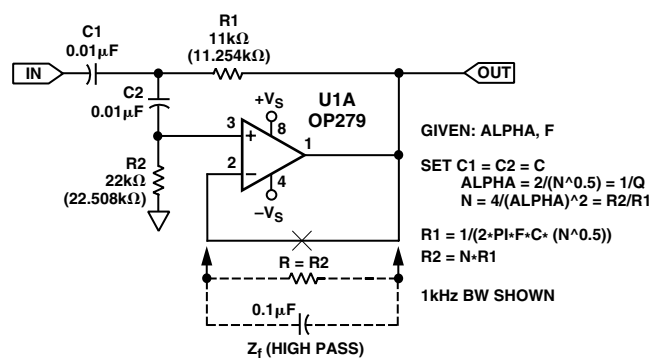 R1
11kΩ
(11.254kΩ)
C1
0.01μF
IN
OUT
C2
0.01μF
+VS
U1A
OP279
3
+
8
1
2
−
4
−VS
R2
22kΩ
(22.508kΩ)
GIVEN: ALPHA, F
SET C1 = C2 = C
ALPHA = 2/(N^0.5) = 1/Q
N = 4/(ALPHA)^2 = R2/R1
R1 = 1/(2*PI*F*C* (N^0.5))
R2 = N*R1
1kHz BW SHOWN
R = R2
0.1μF
Zf (HIGH PASS)